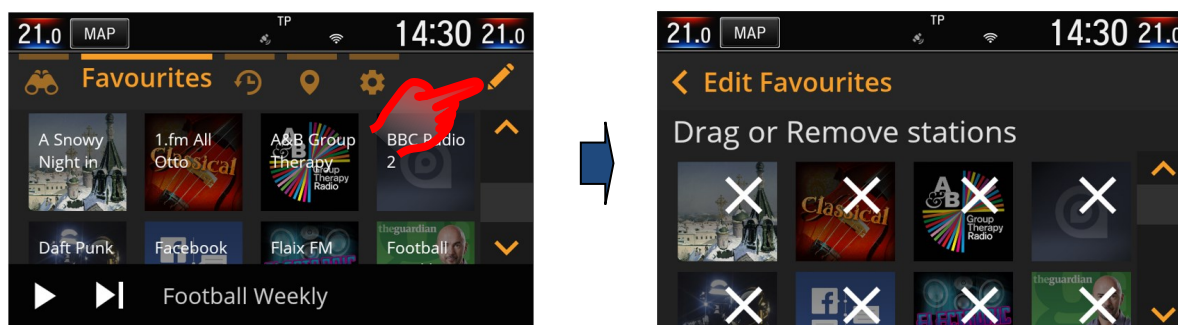 TP
21.0 MAP 14:30 21.0
Favourites
A Snowy
Night in
1.fm All
Otto
Classical
A&B Group
Therapy
Group
Therapy
Radio
BBC Radio
2
Daft Punk
Facebook
Flaix FM
theguardian
Football
Football Weekly
TP
21.0 MAP 14:30 21.0
Edit Favourites
Drag or Remove stations
Classical
A&B
Group
Therapy
Radio
theguardian